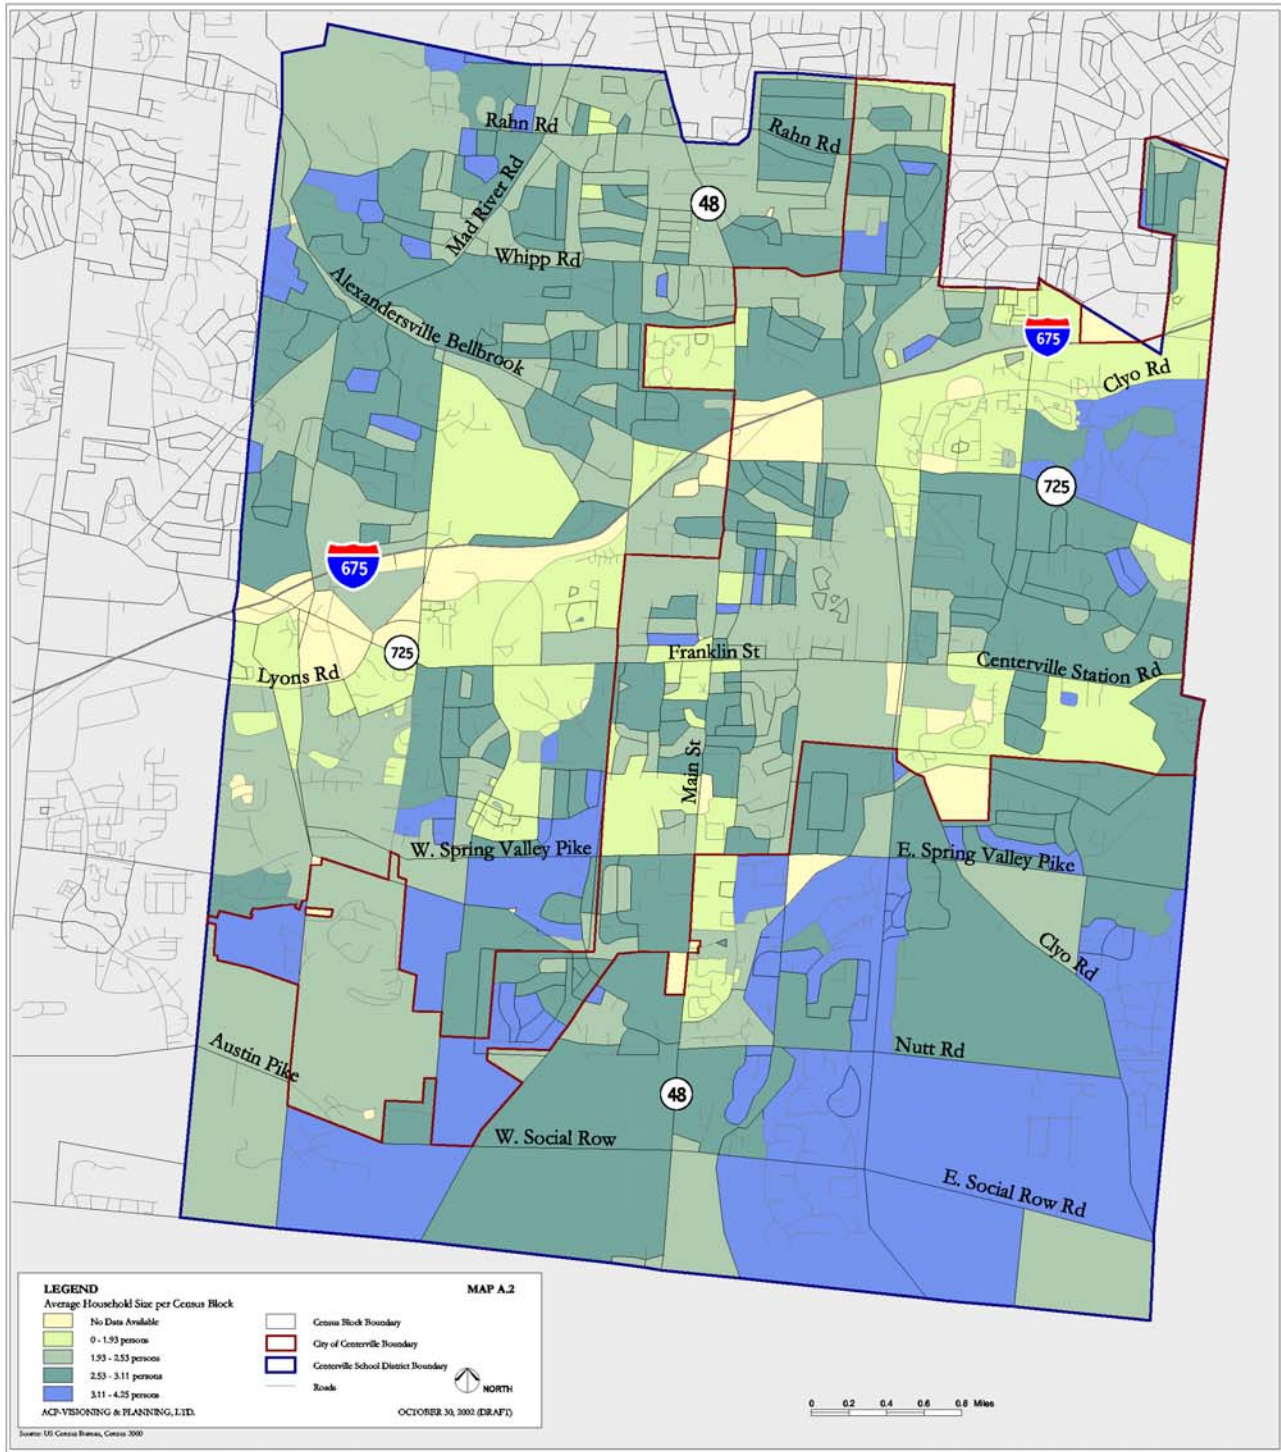 Rahn Rd
Rahn Rd
Mad River Rd
48
Whipp Rd
Alexandersville Bellbrook
675
Clyo Rd
725
675
725
Franklin St
Centerville Station Rd
Lyons Rd
Main St
W. Spring Valley Pike
E. Spring Valley Pike
Clyo Rd
Austin Pike
Nutt Rd
48
W. Social Row
E. Social Row Rd
LEGEND
MAP A.2
Average Household Size per Census Block
No Data Available
0 - 1.93 persons
1.93 - 2.53 persons
2.53 - 3.11 persons
3.11 - 4.25 persons
Census Block Boundary
City of Centerville Boundary
Centerville School District Boundary
Roads
NORTH
ACP-VISIONING & PLANNING, LTD.
OCTOBER 30, 2002 (DRAFT)
0 0.2 0.4 0.6 0.8 Miles
Source: US Census Bureau, Census 2000